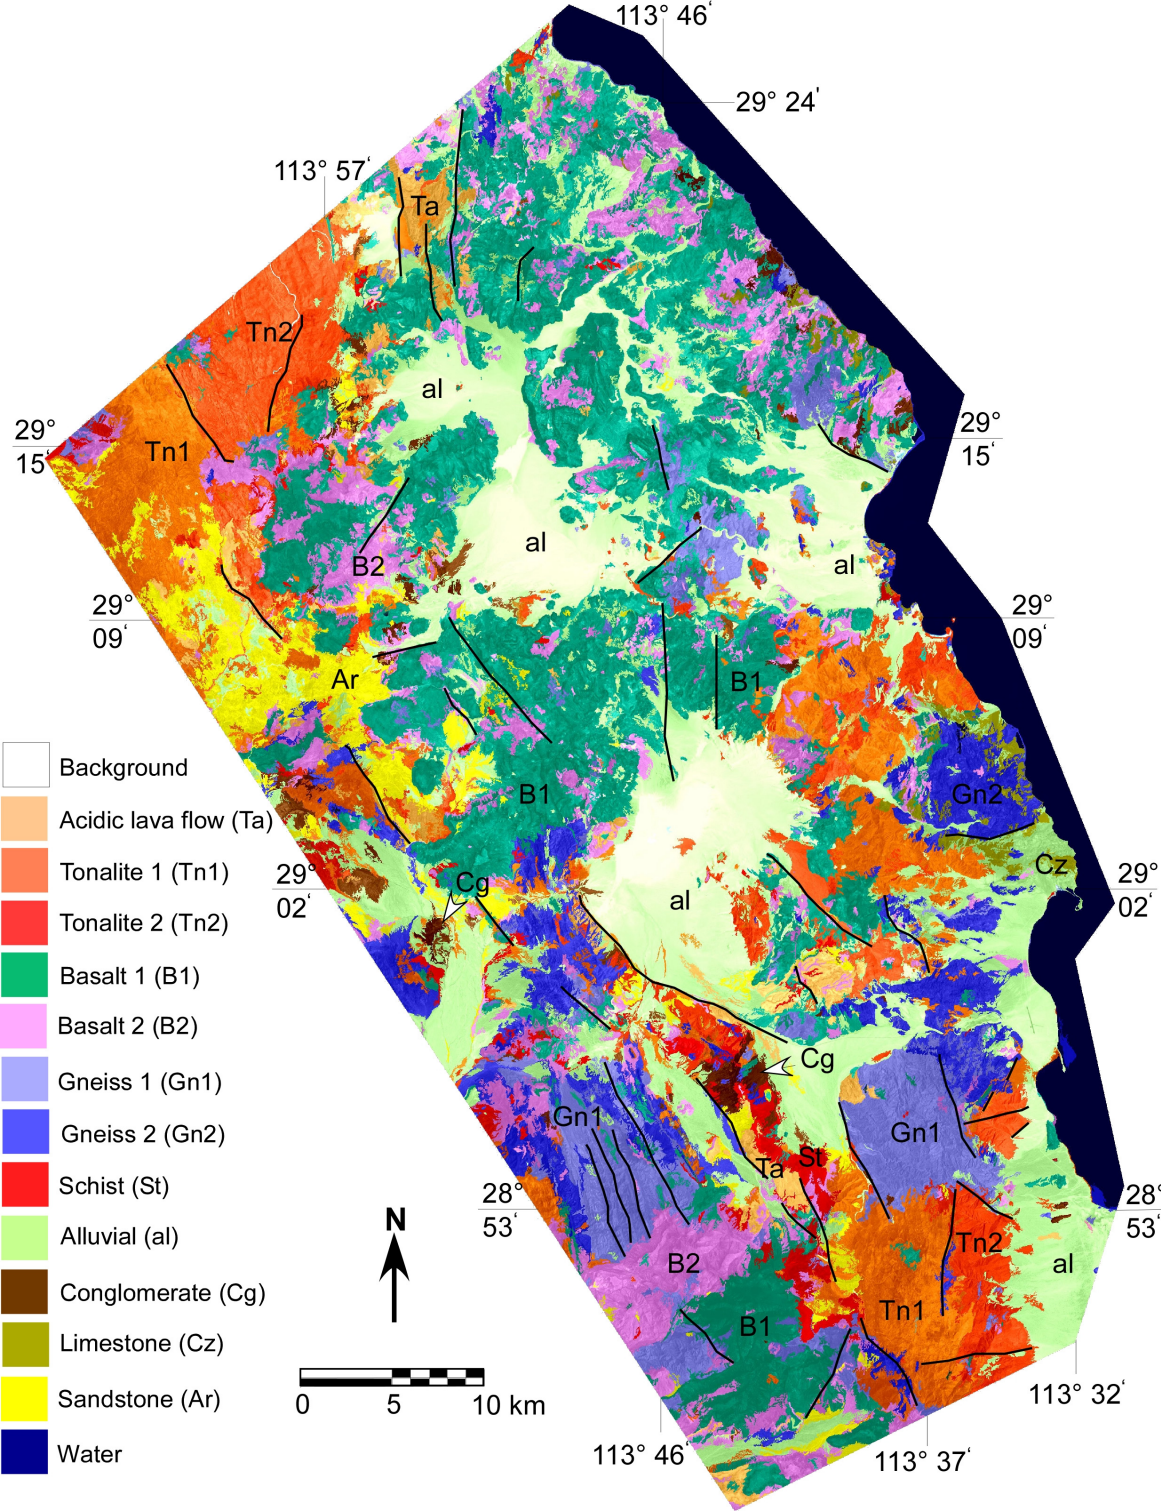 113° 46‘
29° 24‘
113° 57‘
Ta
Tn2
al
29°
15‘
Tn1
29°
15‘
al
B2
al
29°
09‘
29°
09‘
Ar
B1
Background
B1
Gn2
Acidic lava flow (Ta)
Tonalite 1 (Tn1)
Cz
29°
02‘
Cg
29°
02‘
al
Tonalite 2 (Tn2)
Basalt 1 (B1)
Basalt 2 (B2)
Cg
Gneiss 1 (Gn1)
Gn1
Gn1
Gneiss 2 (Gn2)
St
Ta
Schist (St)
28°
53‘
28°
53‘
N
Alluvial (al)
Tn2
B2
al
Conglomerate (Cg)
Tn1
B1
Limestone (Cz)
0 5 10 km
113° 32‘
Sandstone (Ar)
Water
113° 46‘
113° 37‘